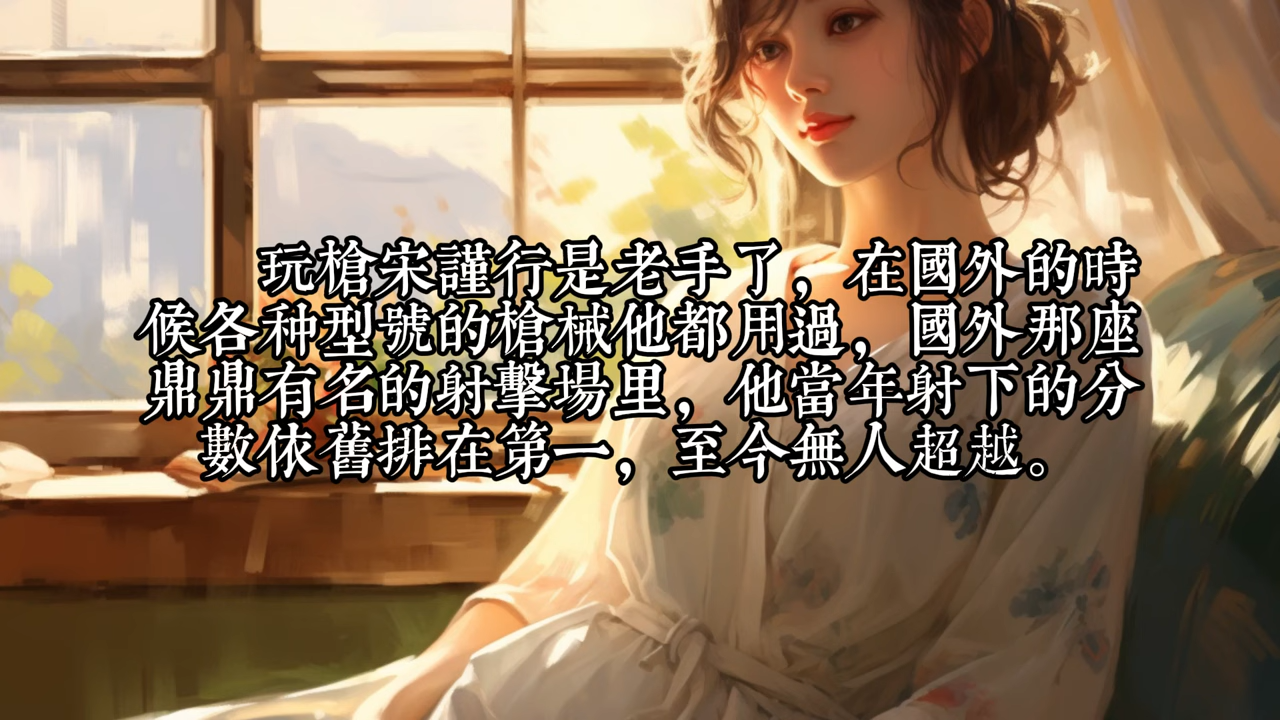 玩槍宋謹行是老手了，在國外的時
候各种型號的槍械他都用過，國外那座
鼎鼎有名的射擊場里，他當年射下的分
數依舊排在第一，至今無人超越。